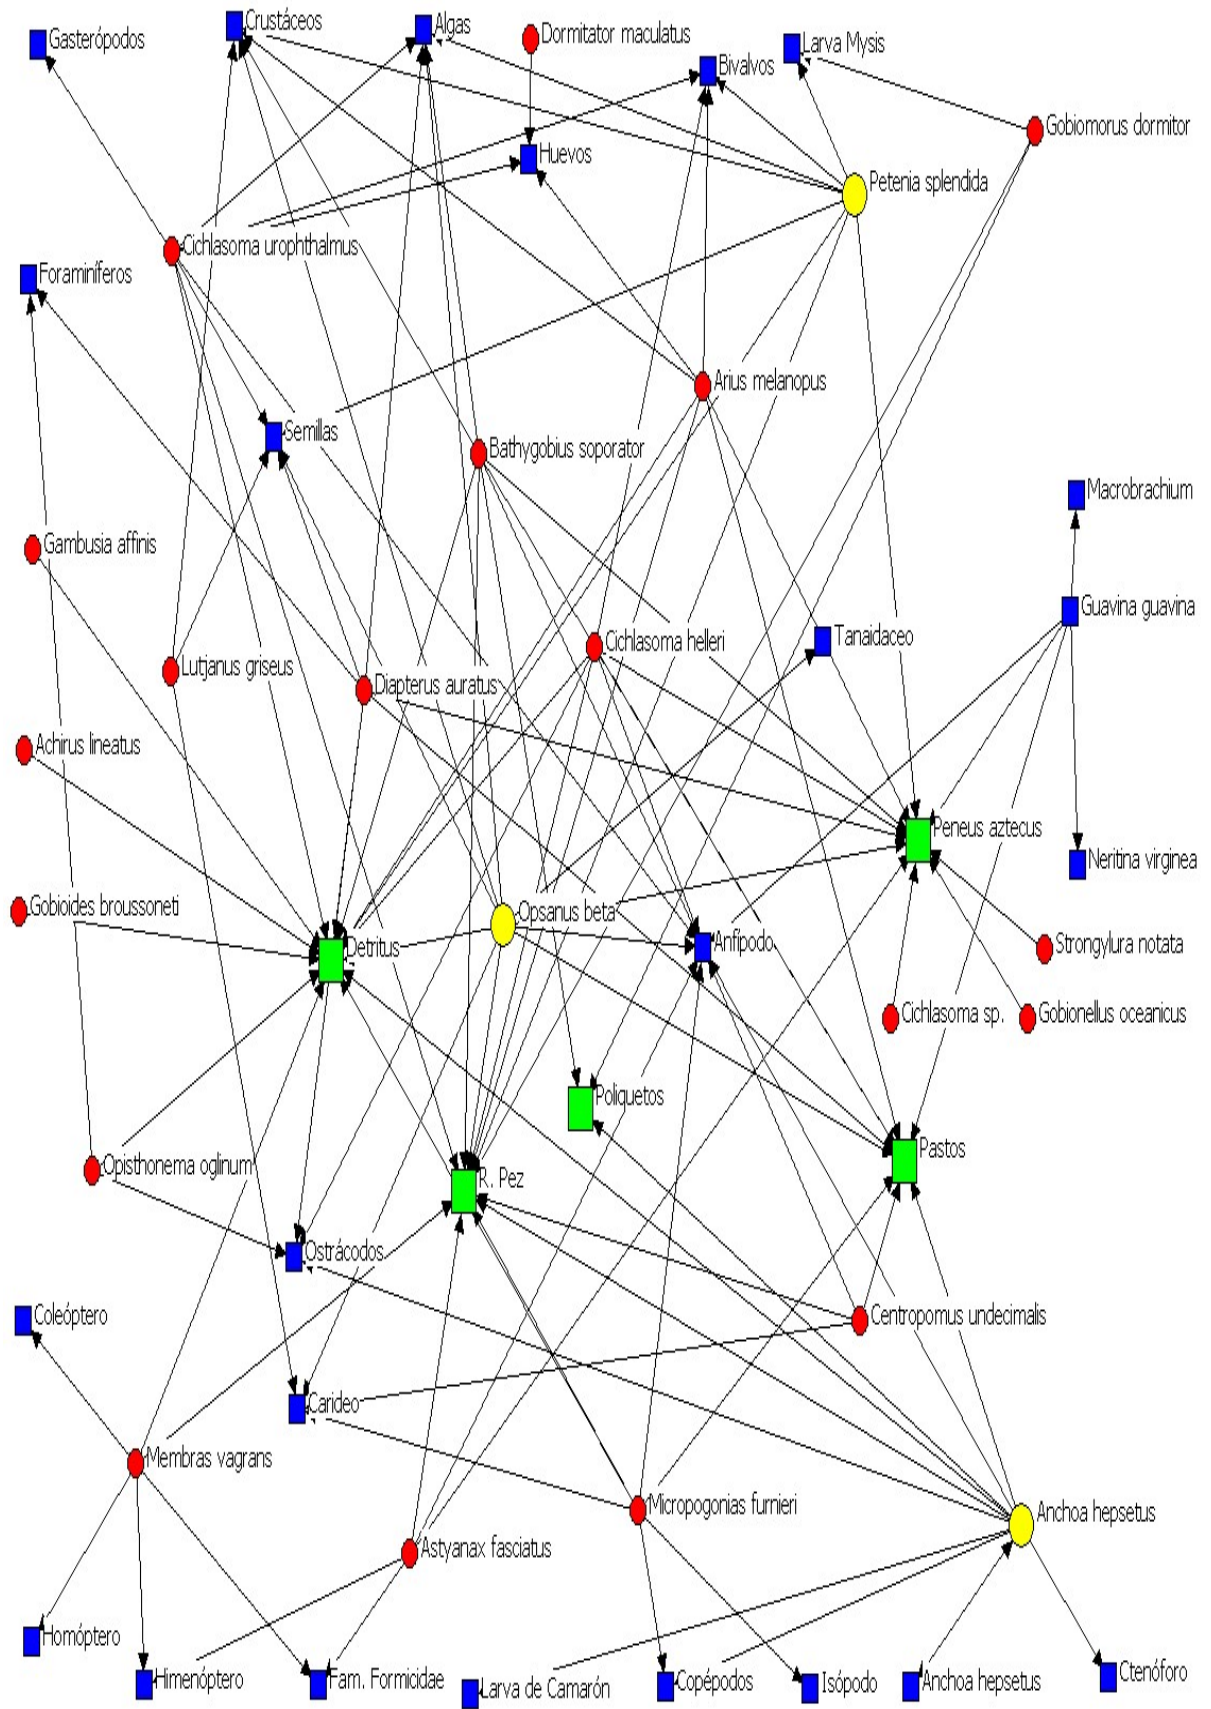 Gasterópodos
Crustáceos
Algas
Dormitator maculatus
Bivalvos
Larva Mysis
Gobiomorus dormitor
Huevos
Petenia splendida
Cichlasoma urophthalmus
Foraminíferos
Arius melanopus
Semillas
Bathygobius soporator
Macrobrachium
Gambusia affinis
Guavina guavina
Cichlasoma helleri
Tanaidaceo
Lutjanus griseus
Diapterus auratus
Achirus lineatus
Peneus aztecus
Neritina virginea
Gobioides broussoneti
Opsanus beta
Detritus
Anfípodo
Strongylura notata
Cichlasoma sp.
Gobionellus oceanicus
Poliquetos
Pastos
Opisthonema oglinum
R. Pez
Ostrácodos
Coleóptero
Centropomus undecimalis
Carideo
Membras vagrans
Micropogonias furnieri
Anchoa hepsetus
Astyanax fasciatus
Homóptero
Himenóptero
Fam. Formicidae
Larva de Camarón
Copépodos
Isópodo
Anchoa hepsetus
Ctenóforo